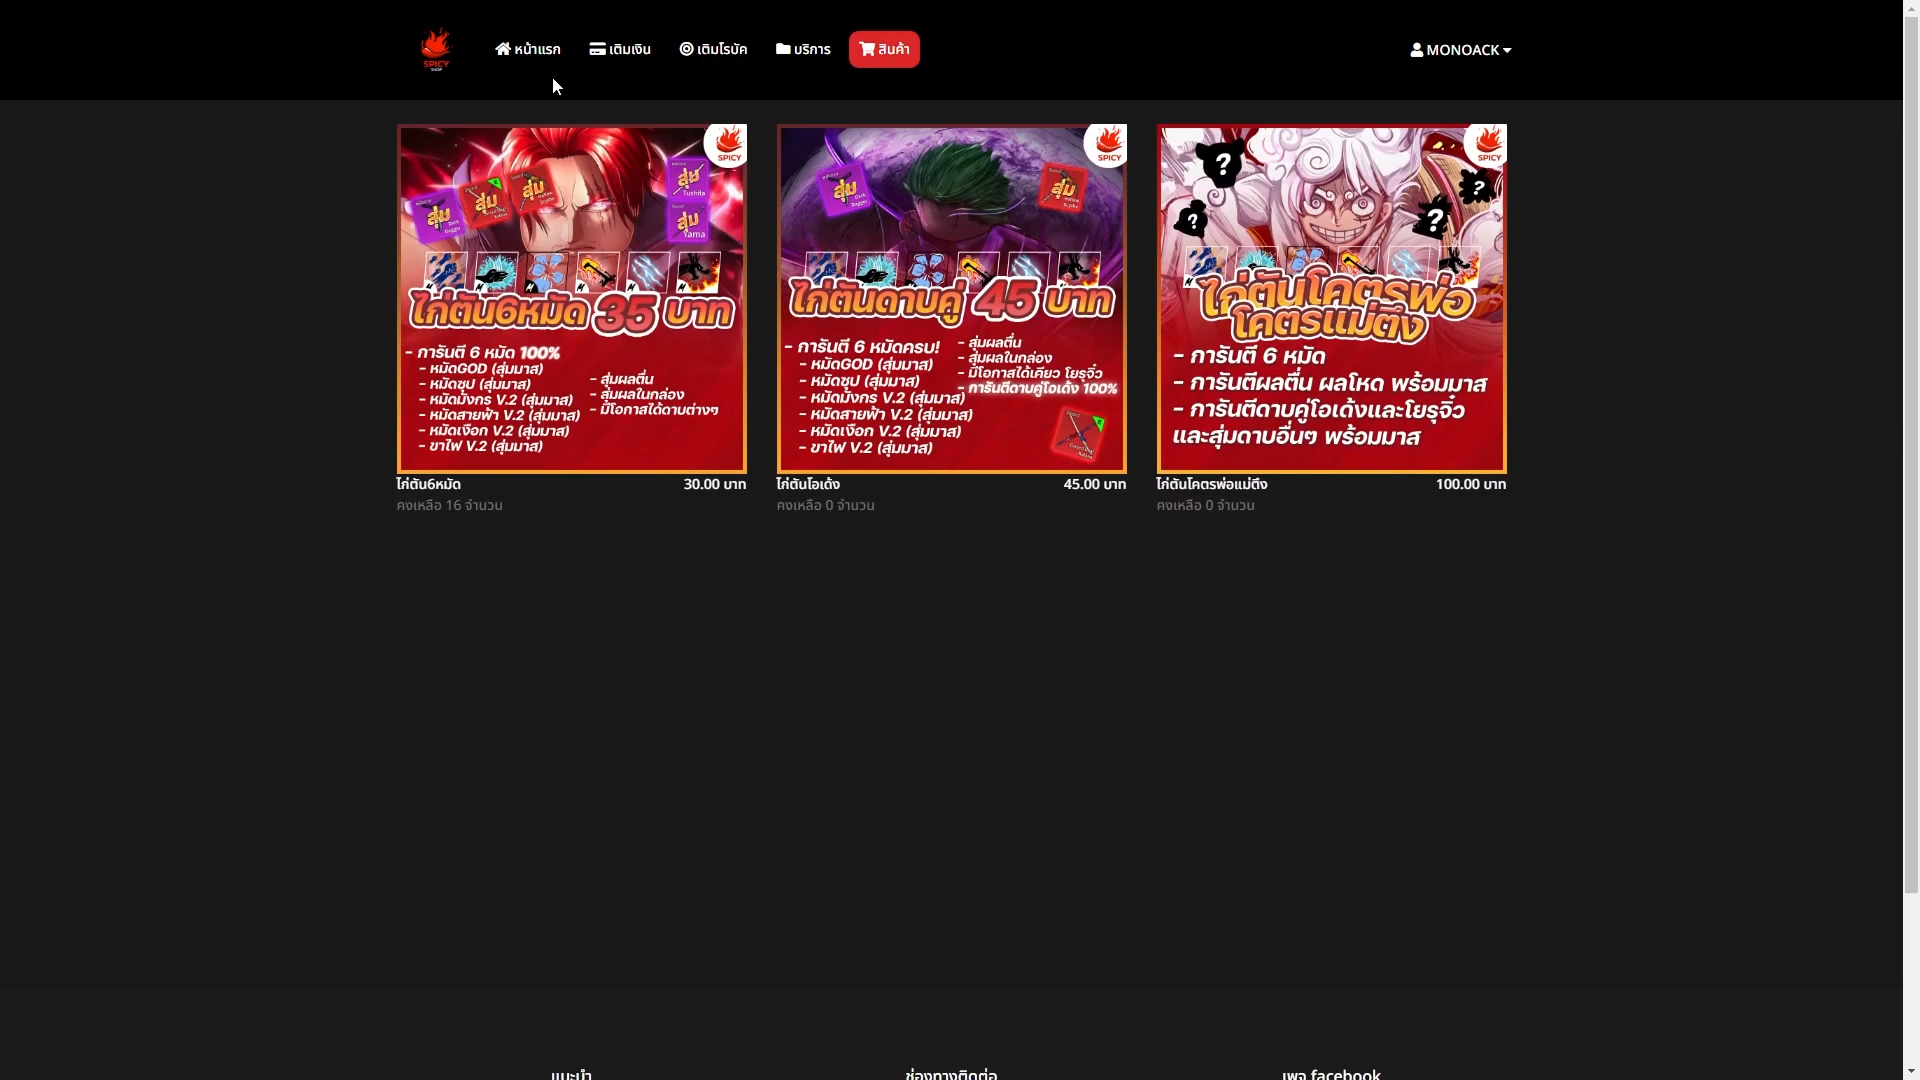 SPICY
SHOP
หน้าแรก
เติมเงิน
เติมโรบัค
บริการ
สินค้า
MONOACK
SPICY
สุ่ม
สุ่ม
สุ่ม
สุ่ม
Tushita
สุ่ม
Yama
ไก่ตัน6หมัด 35 บาท
- การันตี 6 หมัด 100%
- หมัดGOD (สุ่มมาส)
- หมัดซุป (สุ่มมาส)
- หมัดมังกร V.2 (สุ่มมาส)
- หมัดสายฟ้า V.2 (สุ่มมาส)
- หมัดเงือก V.2 (สุ่มมาส)
- ขาไฟ V.2 (สุ่มมาส)
- สุ่มผลตื่น
- สุ่มผลในกล่อง
- มีโอกาสได้ดาบต่างๆ
ไก่ตัน6หมัด
30.00 บาท
คงเหลือ 16 จำนวน
SPICY
สุ่ม
Dark
Dagger
สุ่ม
ไก่ตันดาบคู่ 45 บาท
- การันตี 6 หมัดครบ!
- หมัดGOD (สุ่มมาส)
- หมัดซุป (สุ่มมาส)
- หมัดมังกร V.2 (สุ่มมาส)
- หมัดสายฟ้า V.2 (สุ่มมาส)
- หมัดเงือก V.2 (สุ่มมาส)
- ขาไฟ V.2 (สุ่มมาส)
- สุ่มผลตื่น
- สุ่มผลในกล่อง
- มีโอกาสได้เคียว โยรุจิ๋ว
- การันตีดาบคู่โอเด้ง 100%
ไก่ตันโอเด้ง
45.00 บาท
คงเหลือ 0 จำนวน
SPICY
? ? ? ?
ไก่ตันโคตรพ่อ
โคตรแม่ตึง
- การันตี 6 หมัด
- การันตีผลตื่น ผลโหด พร้อมมาส
- การันตีดาบคู่โอเด้งและโยรุจิ๋ว
และสุ่มดาบอื่นๆ พร้อมมาส
ไก่ตันโคตรพ่อแม่ตึง
100.00 บาท
คงเหลือ 0 จำนวน
แนะนำ
ช่องทางติดต่อ
เพจ facebook